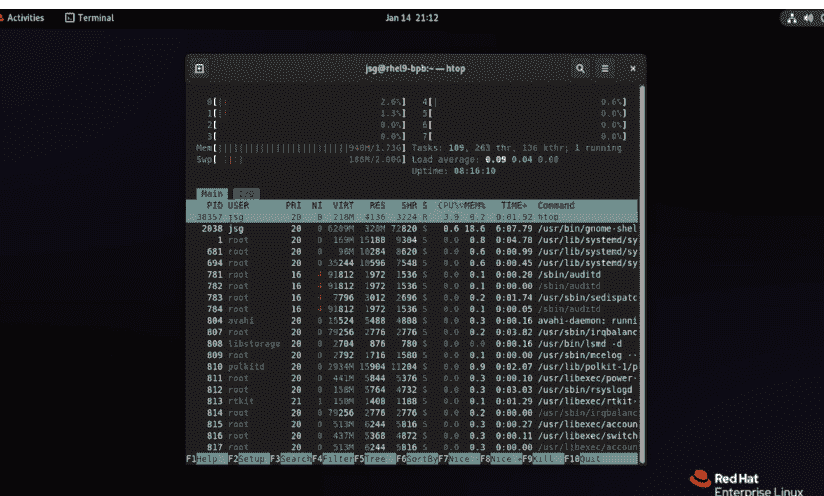 Activities Terminal Jan 14 21:12
jsg@rhel9-bpb:~ — htop
0[|| 2.6%] 4[| 0.6%]
1[|| 1.3%] 5[ 0.0%]
2[ 0.0%] 6[ 0.0%]
3[ 0.0%] 7[ 0.0%]
Mem[||||||||||||||||||||||||940M/1.73G] Tasks: 109, 263 thr, 136 kthr; 1 running
Swp[|||| 188M/2.00G] Load average: 0.09 0.04 0.00
Uptime: 08:16:10
Main I/O
PID USER PRI NI VIRT RES SHR S CPU% MEM% TIME+ Command
38357 jsg 20 0 218M 4136 3224 R 3.9 0.2 0:01.92 htop
2038 jsg 20 0 6289M 328M 72820 S 0.6 18.6 6:07.79 /usr/bin/gnome-shel
1 root 20 0 169M 15188 9304 S 0.0 0.8 0:04.78 /usr/lib/systemd/sy
681 root 20 0 96M 10284 8620 S 0.0 0.6 0:00.99 /usr/lib/systemd/sy
694 root 20 0 35244 10596 7548 S 0.0 0.6 0:00.45 /usr/lib/systemd/sy
781 root 16 -4 91812 1972 1536 S 0.0 0.1 0:00.20 /sbin/auditd
782 root 16 -4 91812 1972 1536 S 0.0 0.1 0:00.00 /sbin/auditd
783 root 16 -4 7796 3012 2696 S 0.0 0.2 0:01.74 /usr/sbin/sedispatc
784 root 16 -4 91812 1972 1536 S 0.0 0.1 0:00.05 /sbin/auditd
804 avahi 20 0 15524 5488 4808 S 0.0 0.3 0:00.16 avahi-daemon: runni
807 root 20 0 79256 2776 2776 S 0.0 0.2 0:03.82 /usr/sbin/irqbalanc
808 libstorage 20 0 2704 876 780 S 0.0 0.0 0:00.16 /usr/bin/lsmd -d
809 root 20 0 2792 1716 1580 S 0.0 0.1 0:00.00 /usr/sbin/mcelog --
810 polkitd 20 0 2934M 15904 11204 S 0.0 0.9 0:02.07 /usr/lib/polkit-1/p
811 root 20 0 441M 5844 5376 S 0.0 0.3 0:00.10 /usr/libexec/power-
812 root 20 0 158M 5764 4732 S 0.0 0.3 0:03.03 /usr/sbin/rsyslogd
813 rtkit 21 1 150M 1408 1188 S 0.0 0.1 0:01.29 /usr/libexec/rtkit-
814 root 20 0 79256 2776 2776 S 0.0 0.2 0:00.00 /usr/sbin/irqbalanc
815 root 20 0 513M 6244 5816 S 0.0 0.3 0:00.27 /usr/libexec/accoun
816 root 20 0 437M 5368 4872 S 0.0 0.3 0:00.11 /usr/libexec/switch
817 root 20 0 513M 6244 5816 S 0.0 0.3 0:00.00 /usr/libexec/accoun
F1Help F2Setup F3SearchF4FilterF5Tree F6SortByF7Nice -F8Nice +F9Kill F10Quit
Red Hat
Enterprise Linux